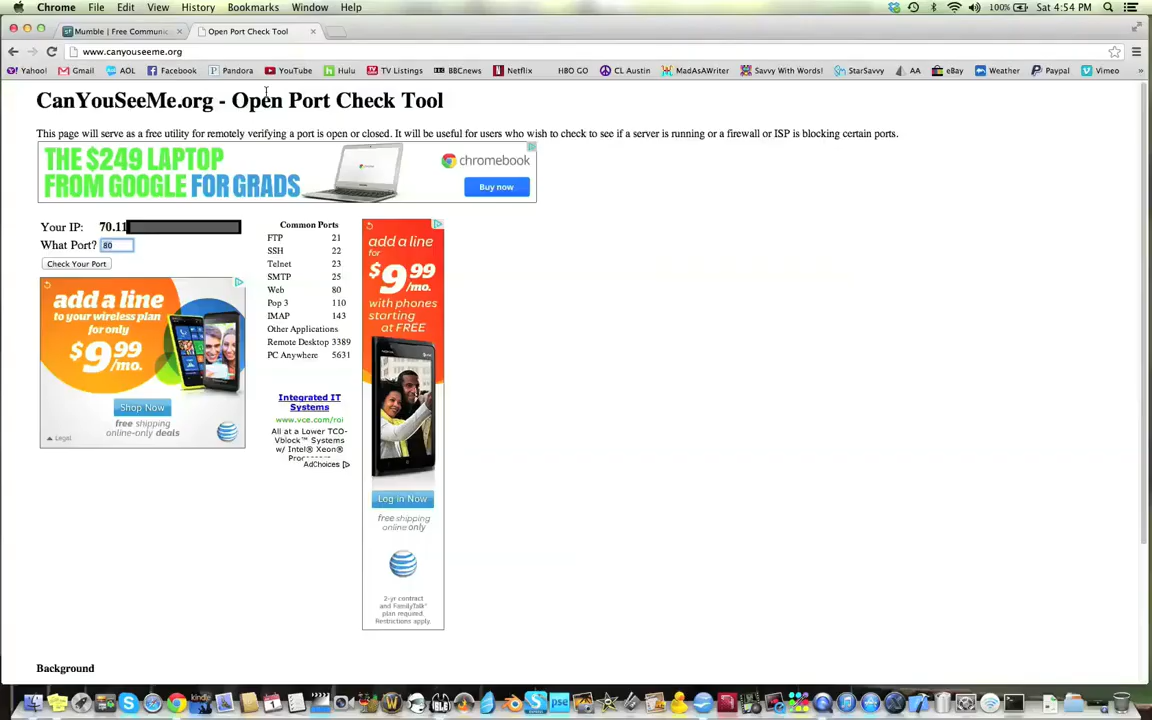 Chrome File Edit View History Bookmarks Window Help 100% Sat 4:54 PM
Mumble | Free Communic Open Port Check Tool
www.canyouseeme.org
Yahoo! Gmail AOL Facebook Pandora YouTube Hulu TV Listings BBCnews Netflix HBO GO CL Austin MadAsAWriter Savvy With Words! StarSavvy AA eBay Weather Paypal Vimeo »
CanYouSeeMe.org - Open Port Check Tool
This page will serve as a free utility for remotely verifying a port is open or closed. It will be useful for users who wish to check to see if a server is running or a firewall or ISP is blocking certain ports.
THE $249 LAPTOP
FROM GOOGLE FOR GRADS
chromebook
Buy now
Your IP: 70.11
What Port? 80
Check Your Port
add a line
to your wireless plan
for only
$9.99
/mo.
Shop Now
free shipping
online-only deals
Legal
at&t
Common Ports
FTP 21
SSH 22
Telnet 23
SMTP 25
Web 80
Pop 3 110
IMAP 143
Other Applications
Remote Desktop 3389
PC Anywhere 5631
Integrated IT
Systems
www.vce.com/roi
All at a Lower TCO-
Vblock™ Systems
w/ Intel® Xeon®
AdChoices
add a line
for
$9.99
/mo.
with phones
starting
at FREE
Log in Now
free shipping
online only
at&t
2-yr contract
and FamilyTalk®
plan required.
Restrictions apply.
Background